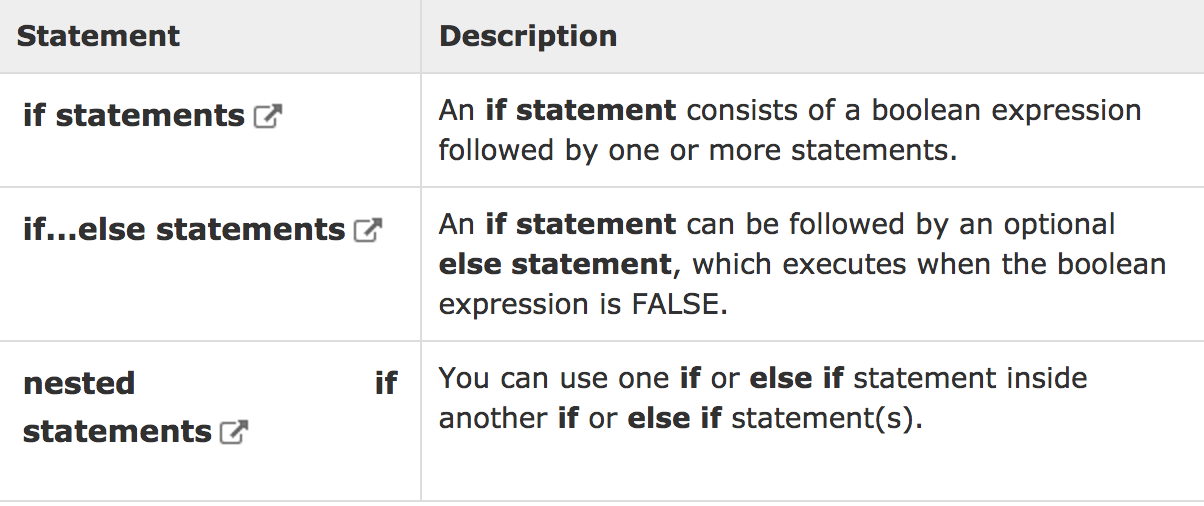 Statement Description
if statements An if statement consists of a boolean expression
followed by one or more statements.
if...else statements An if statement can be followed by an optional
else statement, which executes when the boolean
expression is FALSE.
nested if
statements
You can use one if or else if statement inside
another if or else if statement(s).